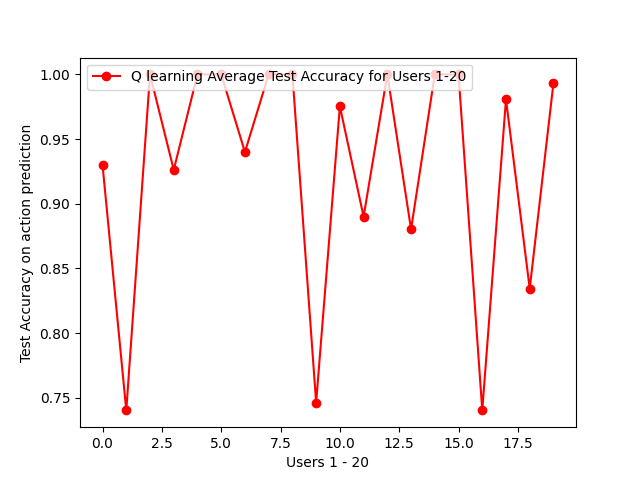 Q learning Average Test Accuracy for Users 1-20
1.00
0.95
0.90
0.85
0.80
0.75
Test Accuracy on action prediction
0.0 2.5 5.0 7.5 10.0 12.5 15.0 17.5
Users 1 - 20